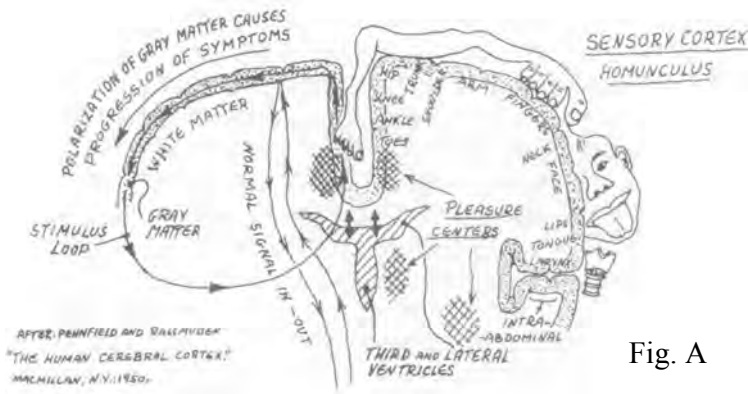 POLARIZATION OF GRAY MATTER CAUSES
PROGRESSION OF SYMPTOMS
SENSORY CORTEX
HOMUNCULUS
WHITE MATTER
GRAY
MATTER
STIMULUS
LOOP
NORMAL SIGNAL IN-OUT
HIP
KNEE
ANKLE
TOES
TRUNK
SHOULDER
ARM
FINGERS
NECK
FACE
LIPS
TONGUE
LARYNX
INTRA-
ABDOMINAL
PLEASURE
CENTERS
THIRD AND LATERAL
VENTRICLES
AFTER: PENNFIELD AND RASSMUSSEN
"THE HUMAN CEREBRAL CORTEX."
MACMILLAN, N.Y.: 1950.
Fig. A